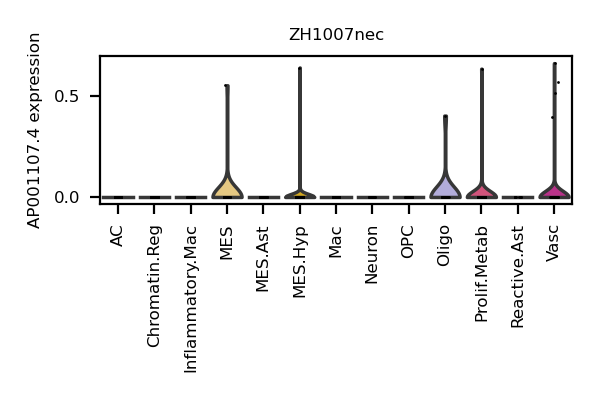 ZH1007nec
AP001107.4 expression
0.5
0.0
AC
Chromatin.Reg
Inflammatory.Mac
MES
MES.Ast
MES.Hyp
Mac
Neuron
OPC
Oligo
Prolif.Metab
Reactive.Ast
Vasc